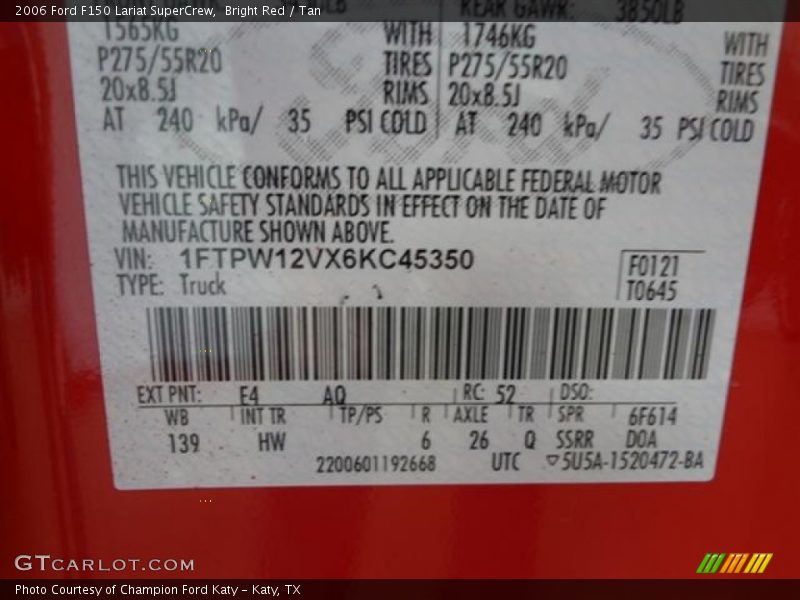 2006 Ford F150 Lariat SuperCrew, Bright Red / Tan
REAR GAWR: 3850LB
1565KG WITH 1746KG WITH
P275/55R20 TIRES P275/55R20 TIRES
20x8.5J RIMS 20x8.5J RIMS
AT 240 kPa/ 35 PSI COLD AT 240 kPa/ 35 PSI COLD
THIS VEHICLE CONFORMS TO ALL APPLICABLE FEDERAL MOTOR
VEHICLE SAFETY STANDARDS IN EFFECT ON THE DATE OF
MANUFACTURE SHOWN ABOVE.
VIN: 1FTPW12VX6KC45350
F0121
TYPE: Truck
T0645
EXT PNT: E4 AQ RC: 52 DSO:
WB INT TR TP/PS R AXLE TR SPR 6F614
139 HW 6 26 Q SSRR DOA
2200601192668 UTC ▽5U5A-1520472-BA
GTCARLOT.COM
Photo Courtesy of Champion Ford Katy – Katy, TX